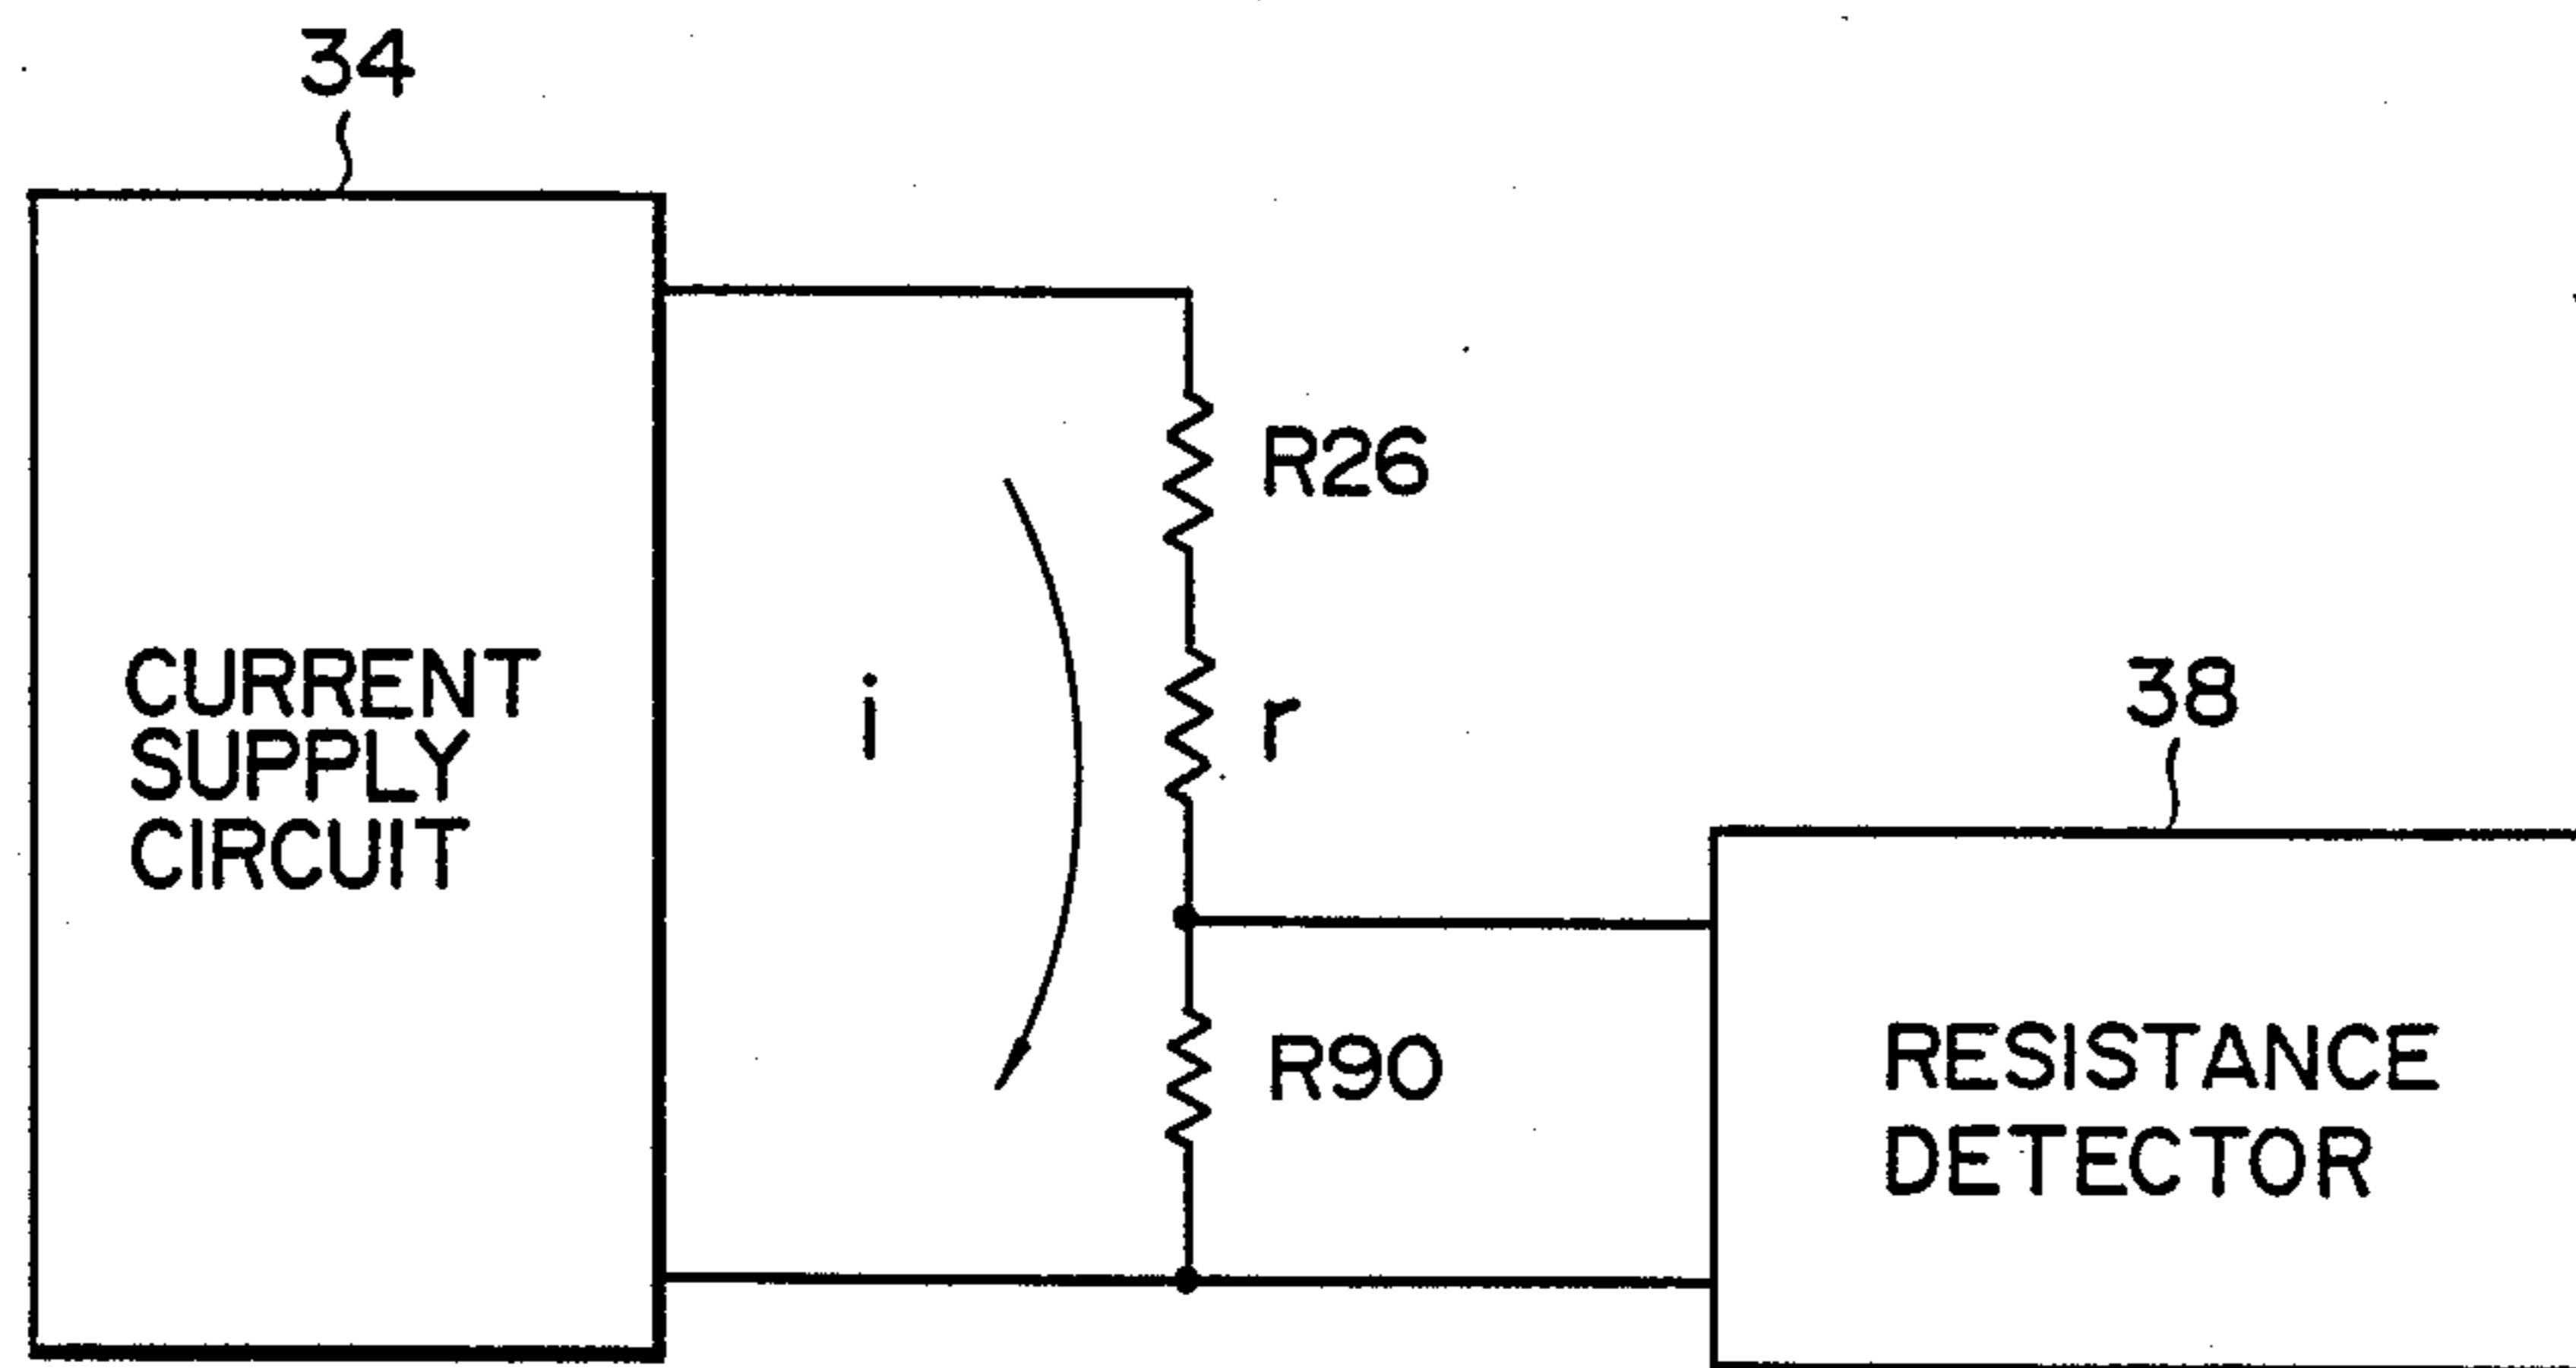 34
R26
CURRENT
SUPPLY
CIRCUIT
i
r
38
R90
RESISTANCE
DETECTOR